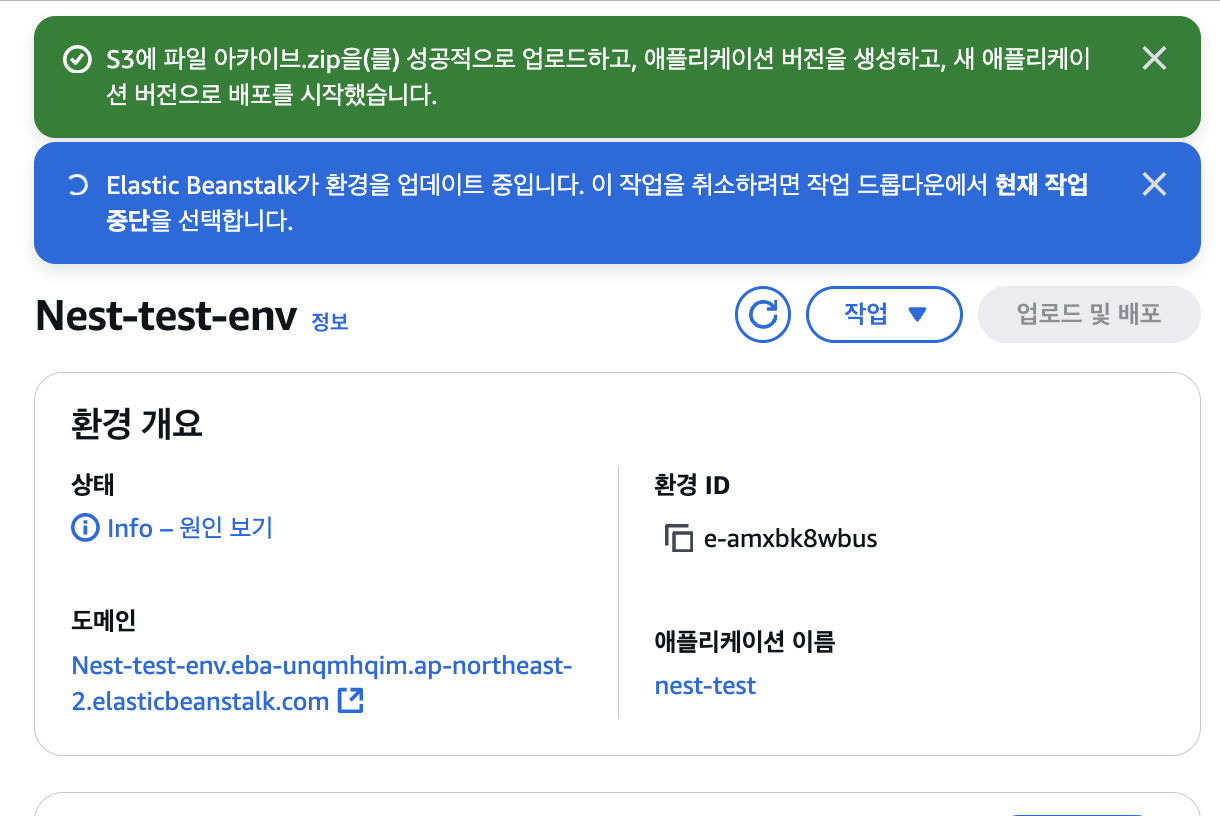 S3에 파일 아카이브.zip을(를) 성공적으로 업로드하고, 애플리케이션 버전을 생성하고, 새 애플리케이
션 버전으로 배포를 시작했습니다.
Elastic Beanstalk가 환경을 업데이트 중입니다. 이 작업을 취소하려면 작업 드롭다운에서 현재 작업
중단을 선택합니다.
Nest-test-env 정보
작업
업로드 및 배포
환경 개요
상태
Info – 원인 보기
도메인
Nest-test-env.eba-unqmhqim.ap-northeast-
2.elasticbeanstalk.com
환경 ID
e-amxbk8wbus
애플리케이션 이름
nest-test